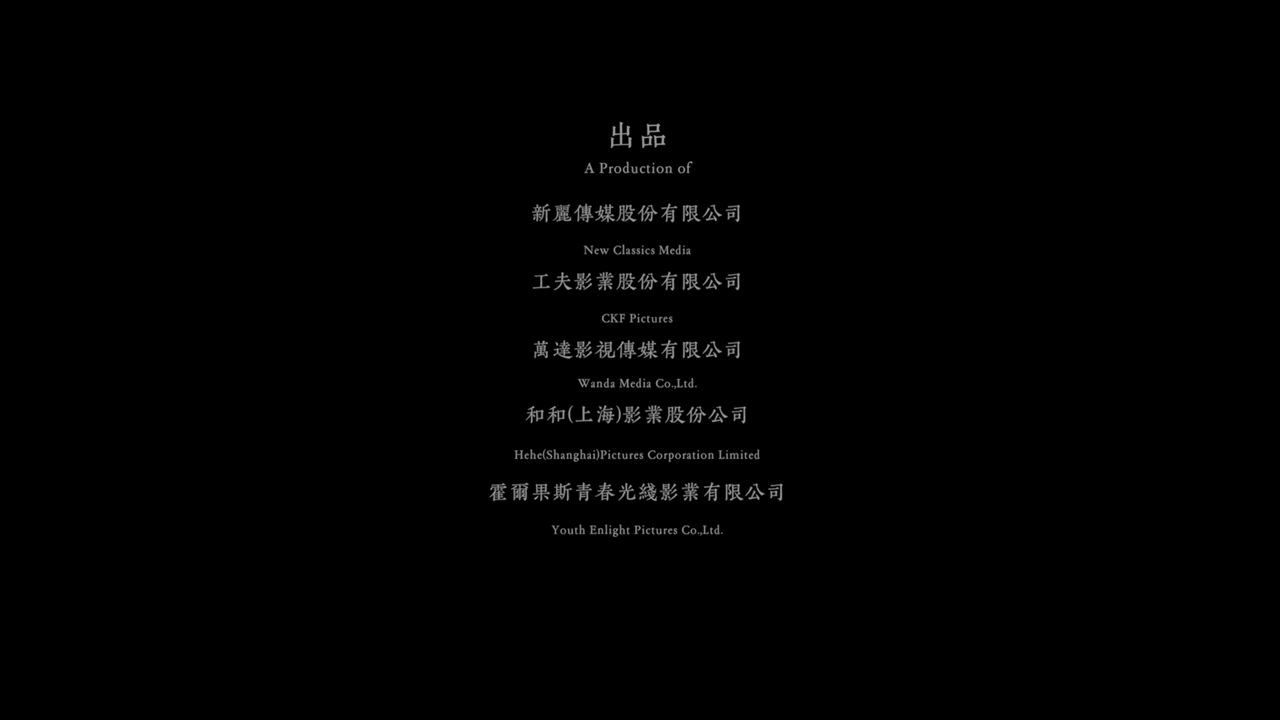 出品
A Production of
新麗傳媒股份有限公司
New Classics Media
工夫影業股份有限公司
CKF Pictures
萬達影視傳媒有限公司
Wanda Media Co.,Ltd.
和和(上海)影業股份公司
Hehe(Shanghai)Pictures Corporation Limited
霍爾果斯青春光綫影業有限公司
Youth Enlight Pictures Co.,Ltd.